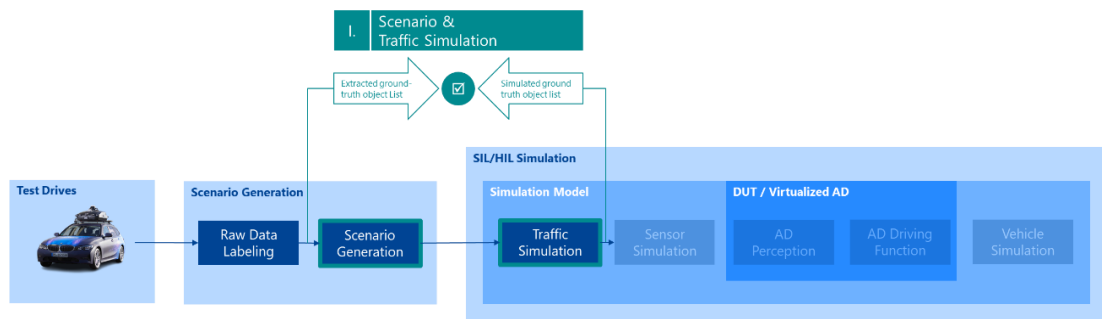 I.
Scenario &
Traffic Simulation
Extracted ground-
truth object List
Simulated ground
truth object list
SIL/HIL Simulation
Test Drives
Scenario Generation
Simulation Model
DUT / Virtualized AD
Raw Data
Labeling
Scenario
Generation
Traffic
Simulation
Sensor
Simulation
AD
Perception
AD Driving
Function
Vehicle
Simulation